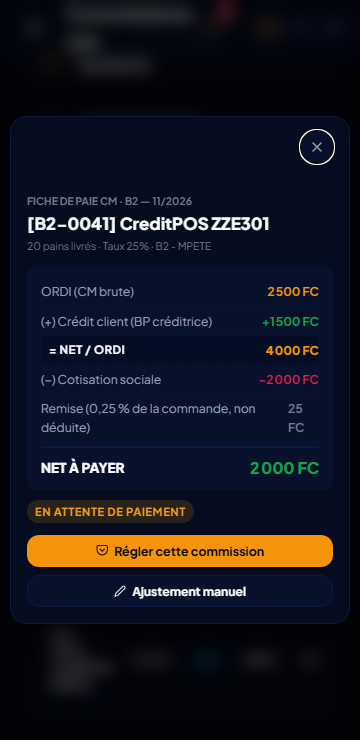 FICHE DE PAIE CM · B2 — 11/2026
[B2-0041] CreditPOS ZZE301
20 pains livrés · Taux 25% · B2 - MPETE
ORDI (CM brute) 2 500 FC
(+) Crédit client (BP créditrice) +1 500 FC
= NET / ORDI 4 000 FC
(−) Cotisation sociale −2 000 FC
Remise (0,25 % de la commande, non 25
déduite) FC
NET À PAYER 2 000 FC
EN ATTENTE DE PAIEMENT
Régler cette commission
Ajustement manuel